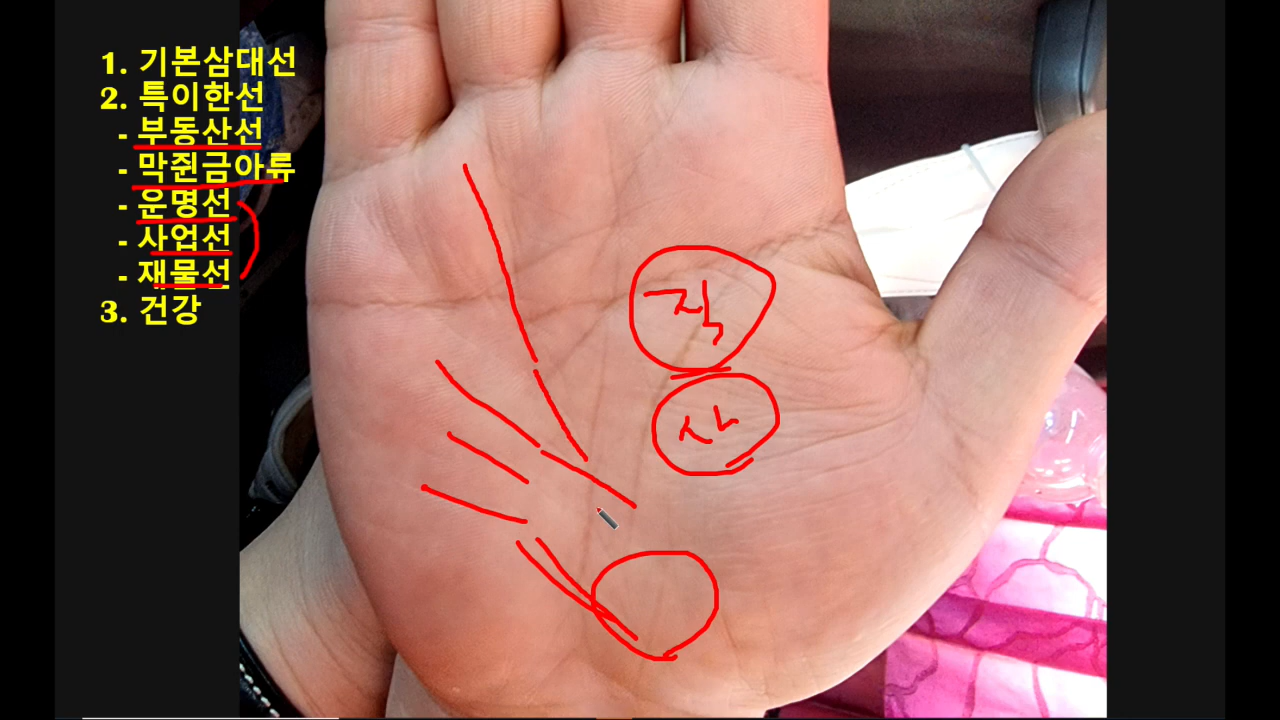 1. 기본삼대선
2. 특이한선
- 부동산선
- 막쥔금아류
- 운명선
- 사업선
- 재물선
3. 건강
직
사